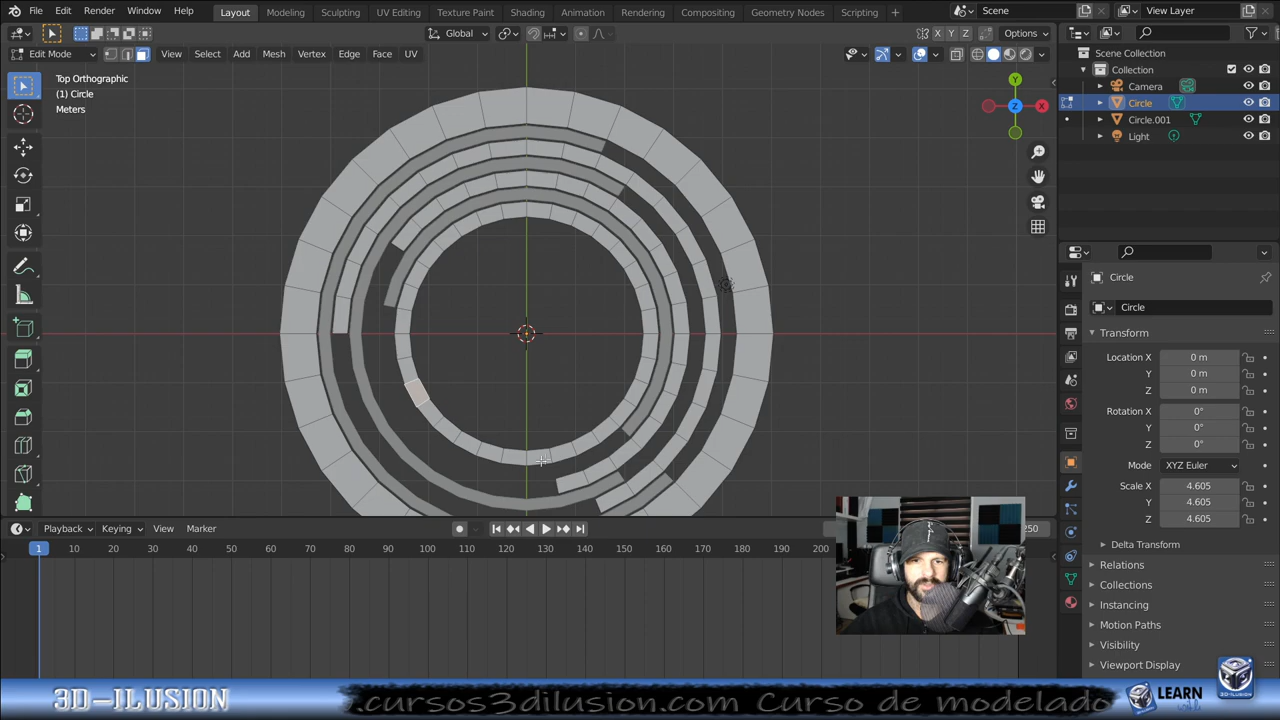 File Edit Render Window Help Layout Modeling Sculpting UV Editing Texture Paint Shading Animation Rendering Compositing Geometry Nodes Scripting + Scene View Layer
Global X Y Z Options
Edit Mode View Select Add Mesh Vertex Edge Face UV
Scene Collection
Collection
Camera
Circle
Circle.001
Light
Top Orthographic
(1) Circle
Meters
Y
Z X
Circle
Circle
Transform
Location X 0 m
Y 0 m
Z 0 m
Rotation X 0°
Y 0°
Z 0°
Mode XYZ Euler
Scale X 4.605
Y 4.605
Z 4.605
Delta Transform
Relations
Collections
Instancing
Motion Paths
Visibility
Viewport Display
Playback Keying View Marker 250
1 10 20 30 40 50 60 70 80 90 100 110 120 130 140 150 160 170 180 190 200
3D-ILUSION .cursos3dilusion.com Curso de modelado LEARN
3D-ILUSION